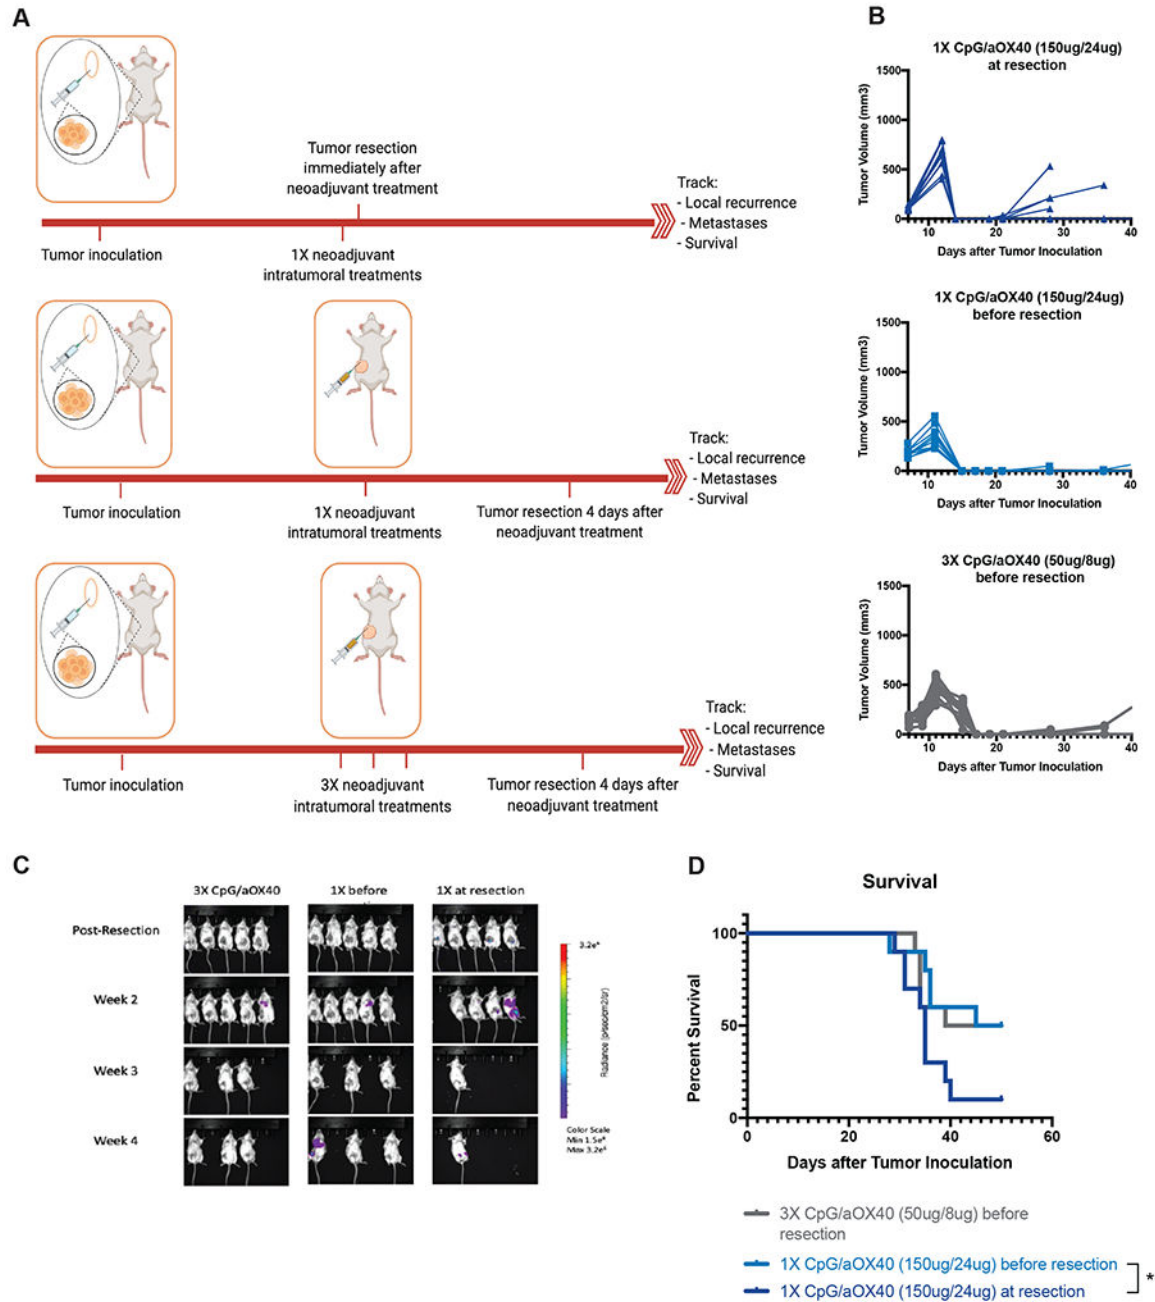 A
Tumor resection
immediately after
neoadjuvant treatment
Track:
- Local recurrence
- Metastases
- Survival
Tumor inoculation
1X neoadjuvant
intratumoral treatments
Track:
- Local recurrence
- Metastases
- Survival
Tumor inoculation
1X neoadjuvant
intratumoral treatments
Tumor resection 4 days after
neoadjuvant treatment
Track:
- Local recurrence
- Metastases
- Survival
Tumor inoculation
3X neoadjuvant
intratumoral treatments
Tumor resection 4 days after
neoadjuvant treatment
B
1X CpG/aOX40 (150ug/24ug)
at resection
Tumor Volume (mm3)
1500
1000
500
0
10 20 30 40
Days after Tumor Inoculation
1X CpG/aOX40 (150ug/24ug)
before resection
Tumor Volume (mm3)
1500
1000
500
0
10 20 30 40
Days after Tumor Inoculation
3X CpG/aOX40 (50ug/8ug)
before resection
Tumor Volume (mm3)
1500
1000
500
0
10 20 30 40
Days after Tumor Inoculation
C
3X CpG/aOX40 1X before 1X at resection
Post-Resection
Week 2
Week 3
Week 4
Radiance (p/sec/cm2/sr)
Color Scale
D
Survival
Percent Survival
100
50
0
0 20 40 60
Days after Tumor Inoculation
3X CpG/aOX40 (50ug/8ug) before
resection
1X CpG/aOX40 (150ug/24ug) before resection
1X CpG/aOX40 (150ug/24ug) at resection
*